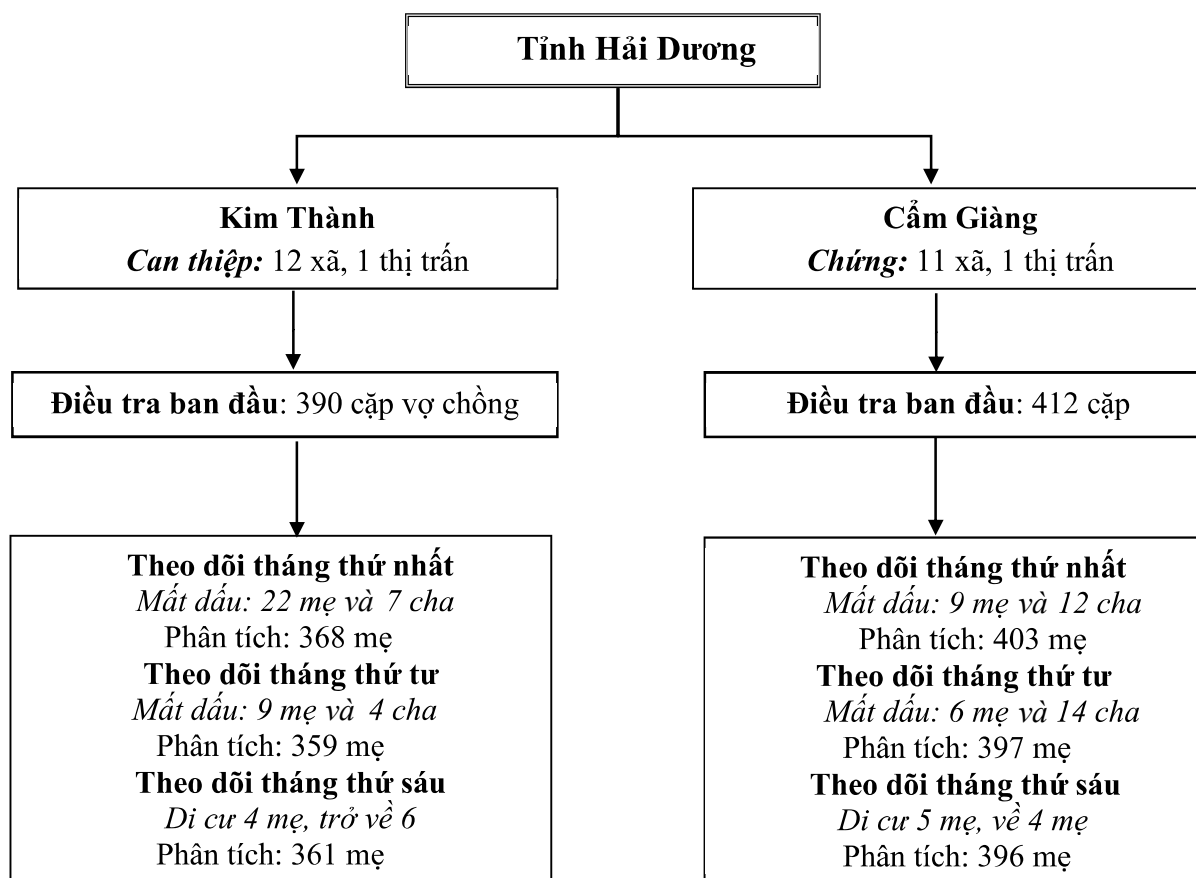 Tỉnh Hải Dương
Kim Thành
Can thiệp: 12 xã, 1 thị trấn
Cẩm Giàng
Chứng: 11 xã, 1 thị trấn
Điều tra ban đầu: 390 cặp vợ chồng
Điều tra ban đầu: 412 cặp
Theo dõi tháng thứ nhất
Mất dấu: 22 mẹ và 7 cha
Phân tích: 368 mẹ
Theo dõi tháng thứ tư
Mất dấu: 9 mẹ và 4 cha
Phân tích: 359 mẹ
Theo dõi tháng thứ sáu
Di cư 4 mẹ, trở về 6
Phân tích: 361 mẹ
Theo dõi tháng thứ nhất
Mất dấu: 9 mẹ và 12 cha
Phân tích: 403 mẹ
Theo dõi tháng thứ tư
Mất dấu: 6 mẹ và 14 cha
Phân tích: 397 mẹ
Theo dõi tháng thứ sáu
Di cư 5 mẹ, về 4 mẹ
Phân tích: 396 mẹ